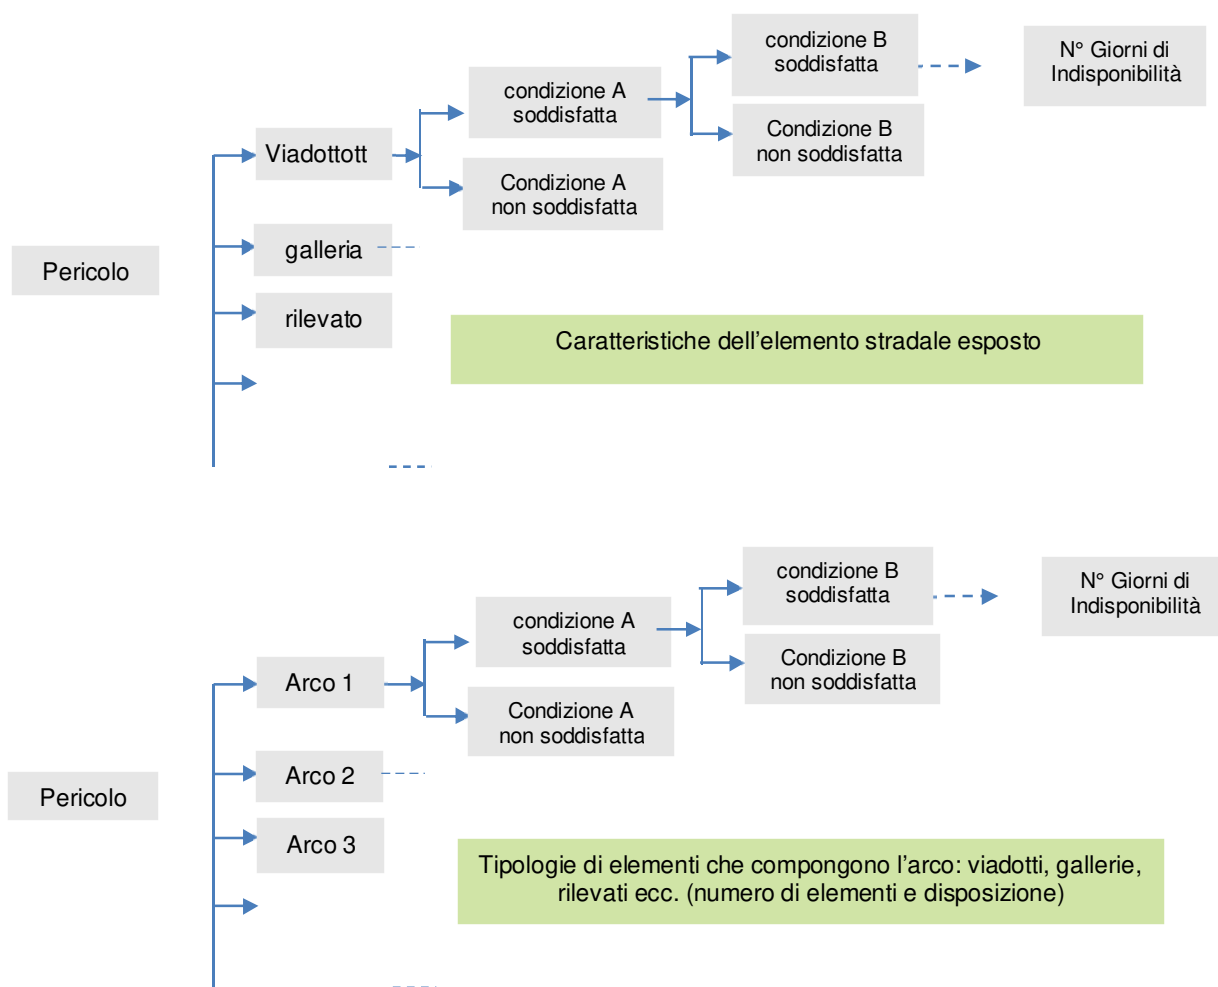 condizione B
soddisfatta
N° Giorni di
Indisponibilità
condizione A
soddisfatta
Condizione B
non soddisfatta
Viadottott
Condizione A
non soddisfatta
galleria
Pericolo
rilevato
Caratteristiche dell'elemento stradale esposto
condizione B
soddisfatta
N° Giorni di
Indisponibilità
condizione A
soddisfatta
Condizione B
non soddisfatta
Arco 1
Condizione A
non soddisfatta
Arco 2
Pericolo
Arco 3
Tipologie di elementi che compongono l'arco: viadotti, gallerie,
rilevati ecc. (numero di elementi e disposizione)